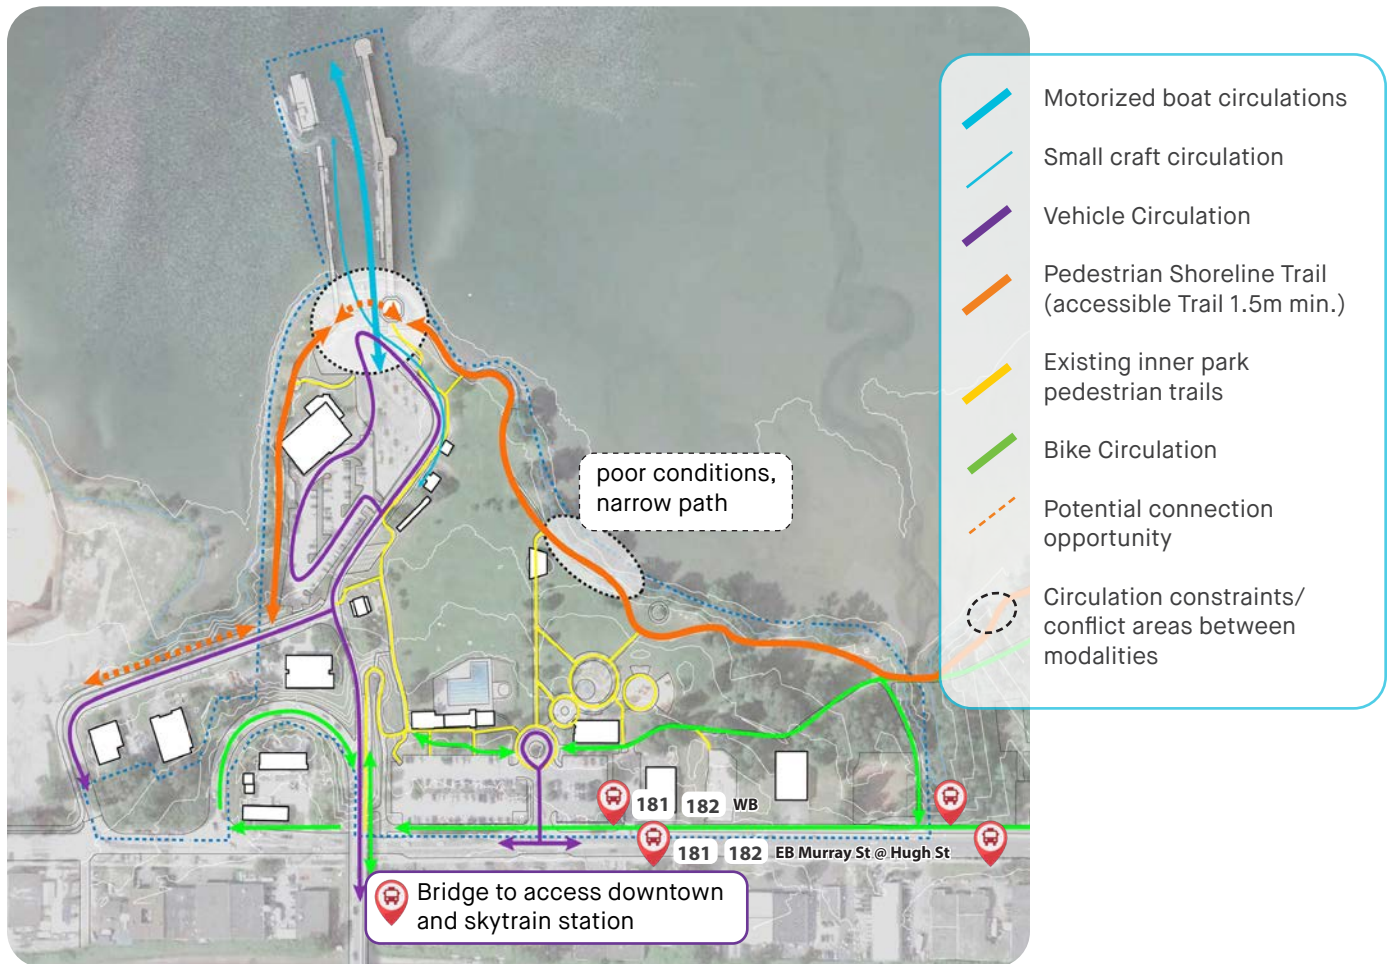 Motorized boat circulations
Small craft circulation
Vehicle Circulation
Pedestrian Shoreline Trail
(accessible Trail 1.5m min.)
Existing inner park
pedestrian trails
Bike Circulation
Potential connection
opportunity
Circulation constraints/
conflict areas between
modalities
poor conditions,
narrow path
181 182 WB
181 182 EB Murray St @ Hugh St
Bridge to access downtown
and skytrain station